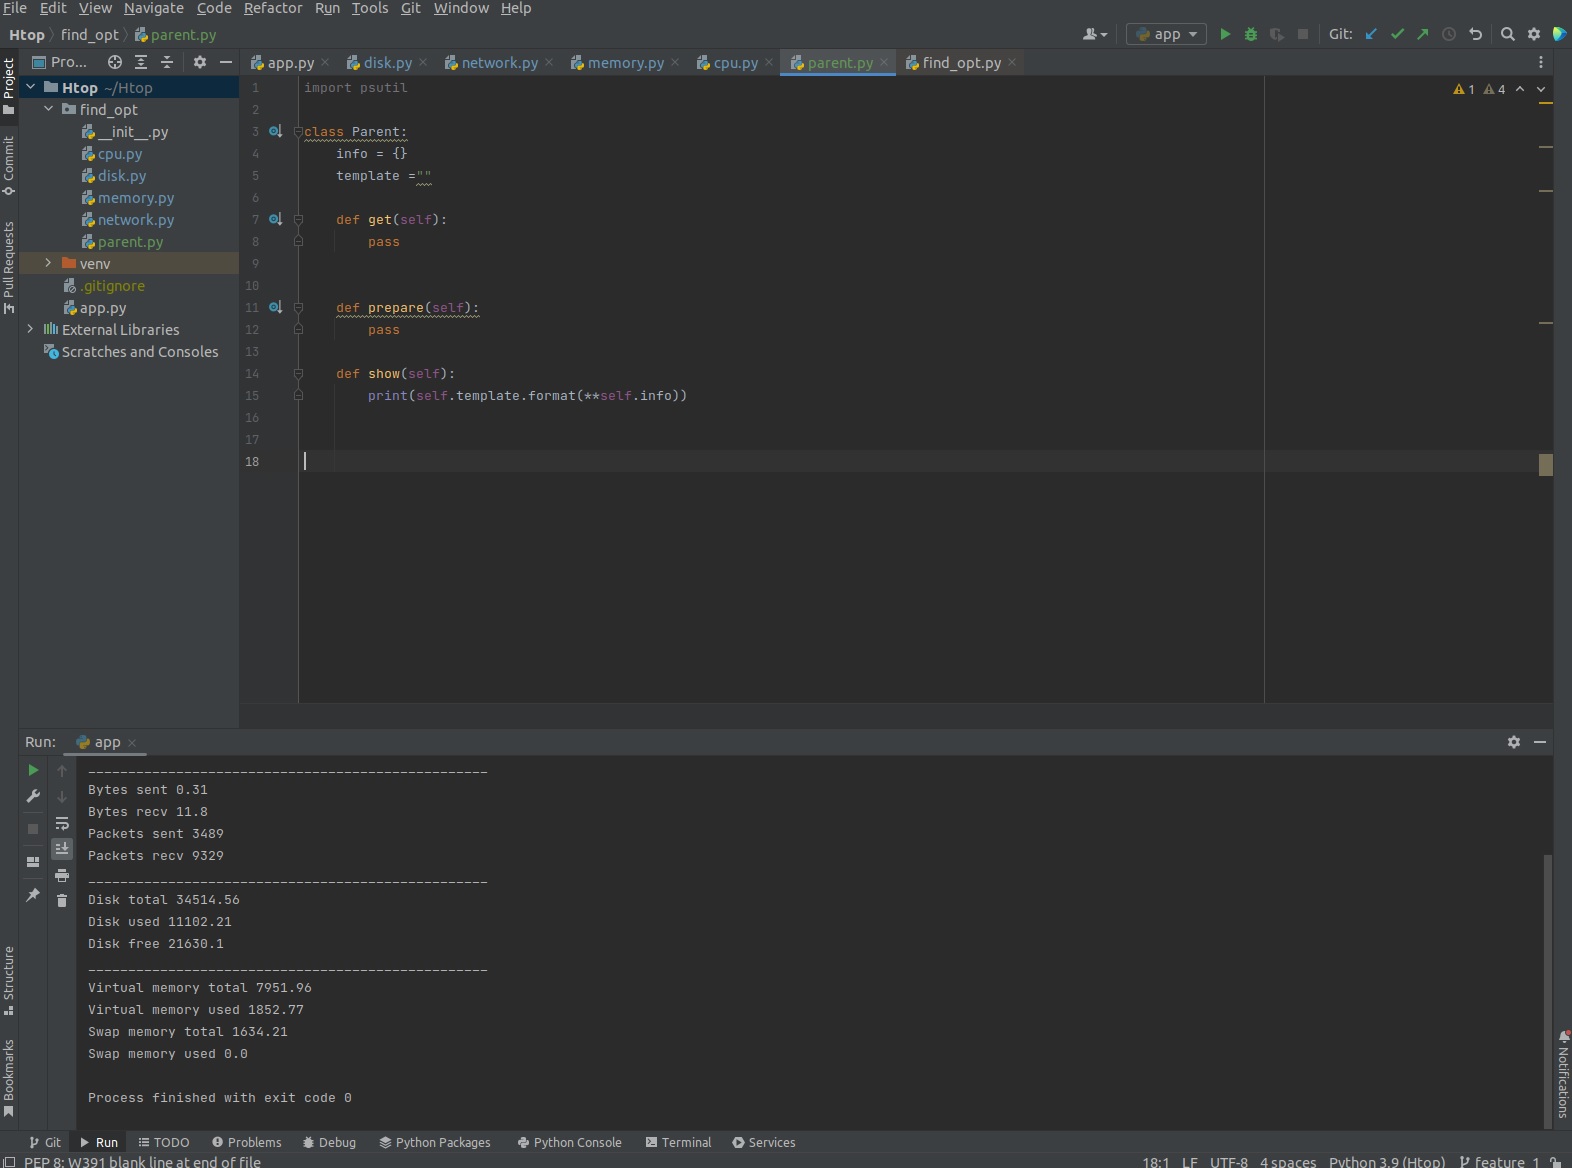 File Edit View Navigate Code Refactor Run Tools Git Window Help
Htop find_opt parent.py app Git:
Project Pro... app.py disk.py network.py memory.py cpu.py parent.py find_opt.py
Htop ~/Htop
find_opt
__init__.py
cpu.py
disk.py
memory.py
network.py
parent.py
venv
.gitignore
app.py
External Libraries
Scratches and Consoles
Commit
Pull Requests
1 4
1 import psutil
2
3 class Parent:
4 info = {}
5 template =""
6
7 def get(self):
8 pass
9
10
11 def prepare(self):
12 pass
13
14 def show(self):
15 print(self.template.format(**self.info))
16
17
18
Run: app
__________________________________________________
Bytes sent 0.31
Bytes recv 11.8
Packets sent 3489
Packets recv 9329
__________________________________________________
Disk total 34514.56
Disk used 11102.21
Disk free 21630.1
__________________________________________________
Virtual memory total 7951.96
Virtual memory used 1852.77
Swap memory total 1634.21
Swap memory used 0.0
Process finished with exit code 0
Structure
Bookmarks
Notifications
Git Run TODO Problems Debug Python Packages Python Console Terminal Services
PEP 8: W391 blank line at end of file 18:1 LF UTF-8 4 spaces Python 3.9 (Htop) feature_1